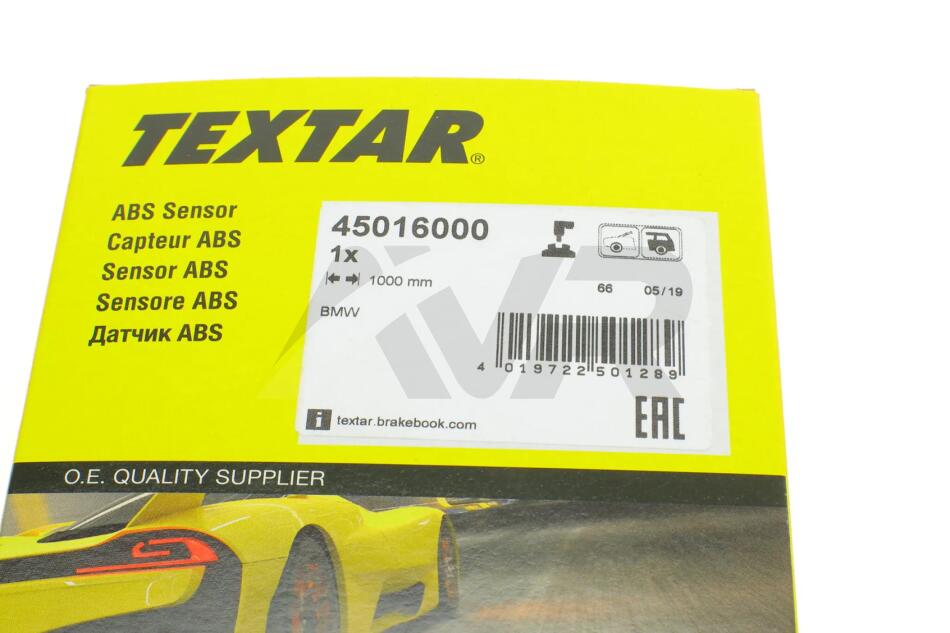 TEXTAR®
ABS Sensor
Capteur ABS
Sensor ABS
Sensore ABS
Датчик ABS
45016000
1x
1000 mm
66 05/19
BMW
4 019722 501289
EAC
i textar.brakebook.com
O.E. QUALITY SUPPLIER
AVR